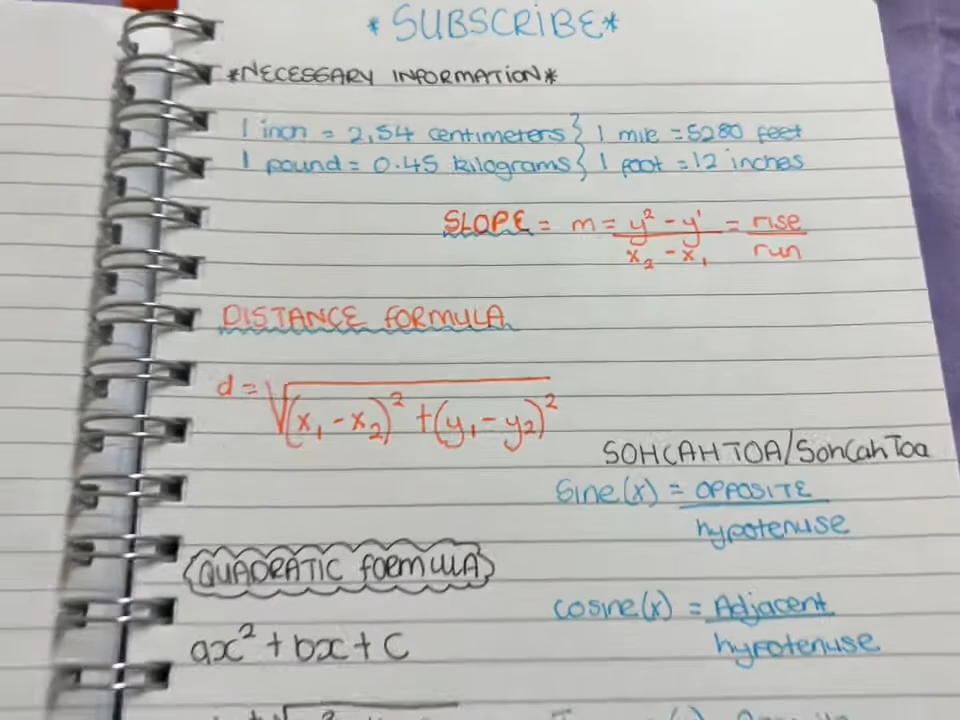 *SUBSCRIBE*
*NECESSARY INFORMATION*
1 inch = 2,54 centimeters } 1 mile = 5280 feet
1 pound = 0.45 kilograms } 1 foot = 12 inches
SLOPE = m = y² - y' = rise
x₂ - x₁ run
DISTANCE FORMULA
d = √(x₁ - x₂)² + (y₁ - y₂)²
SOHCAHTOA/SohCahToa
Sine(x) = OPPOSITE
hypotenuse
QUADRATIC FORMULA
cosine(x) = Adjacent
hypotenuse
ax² + bx + c